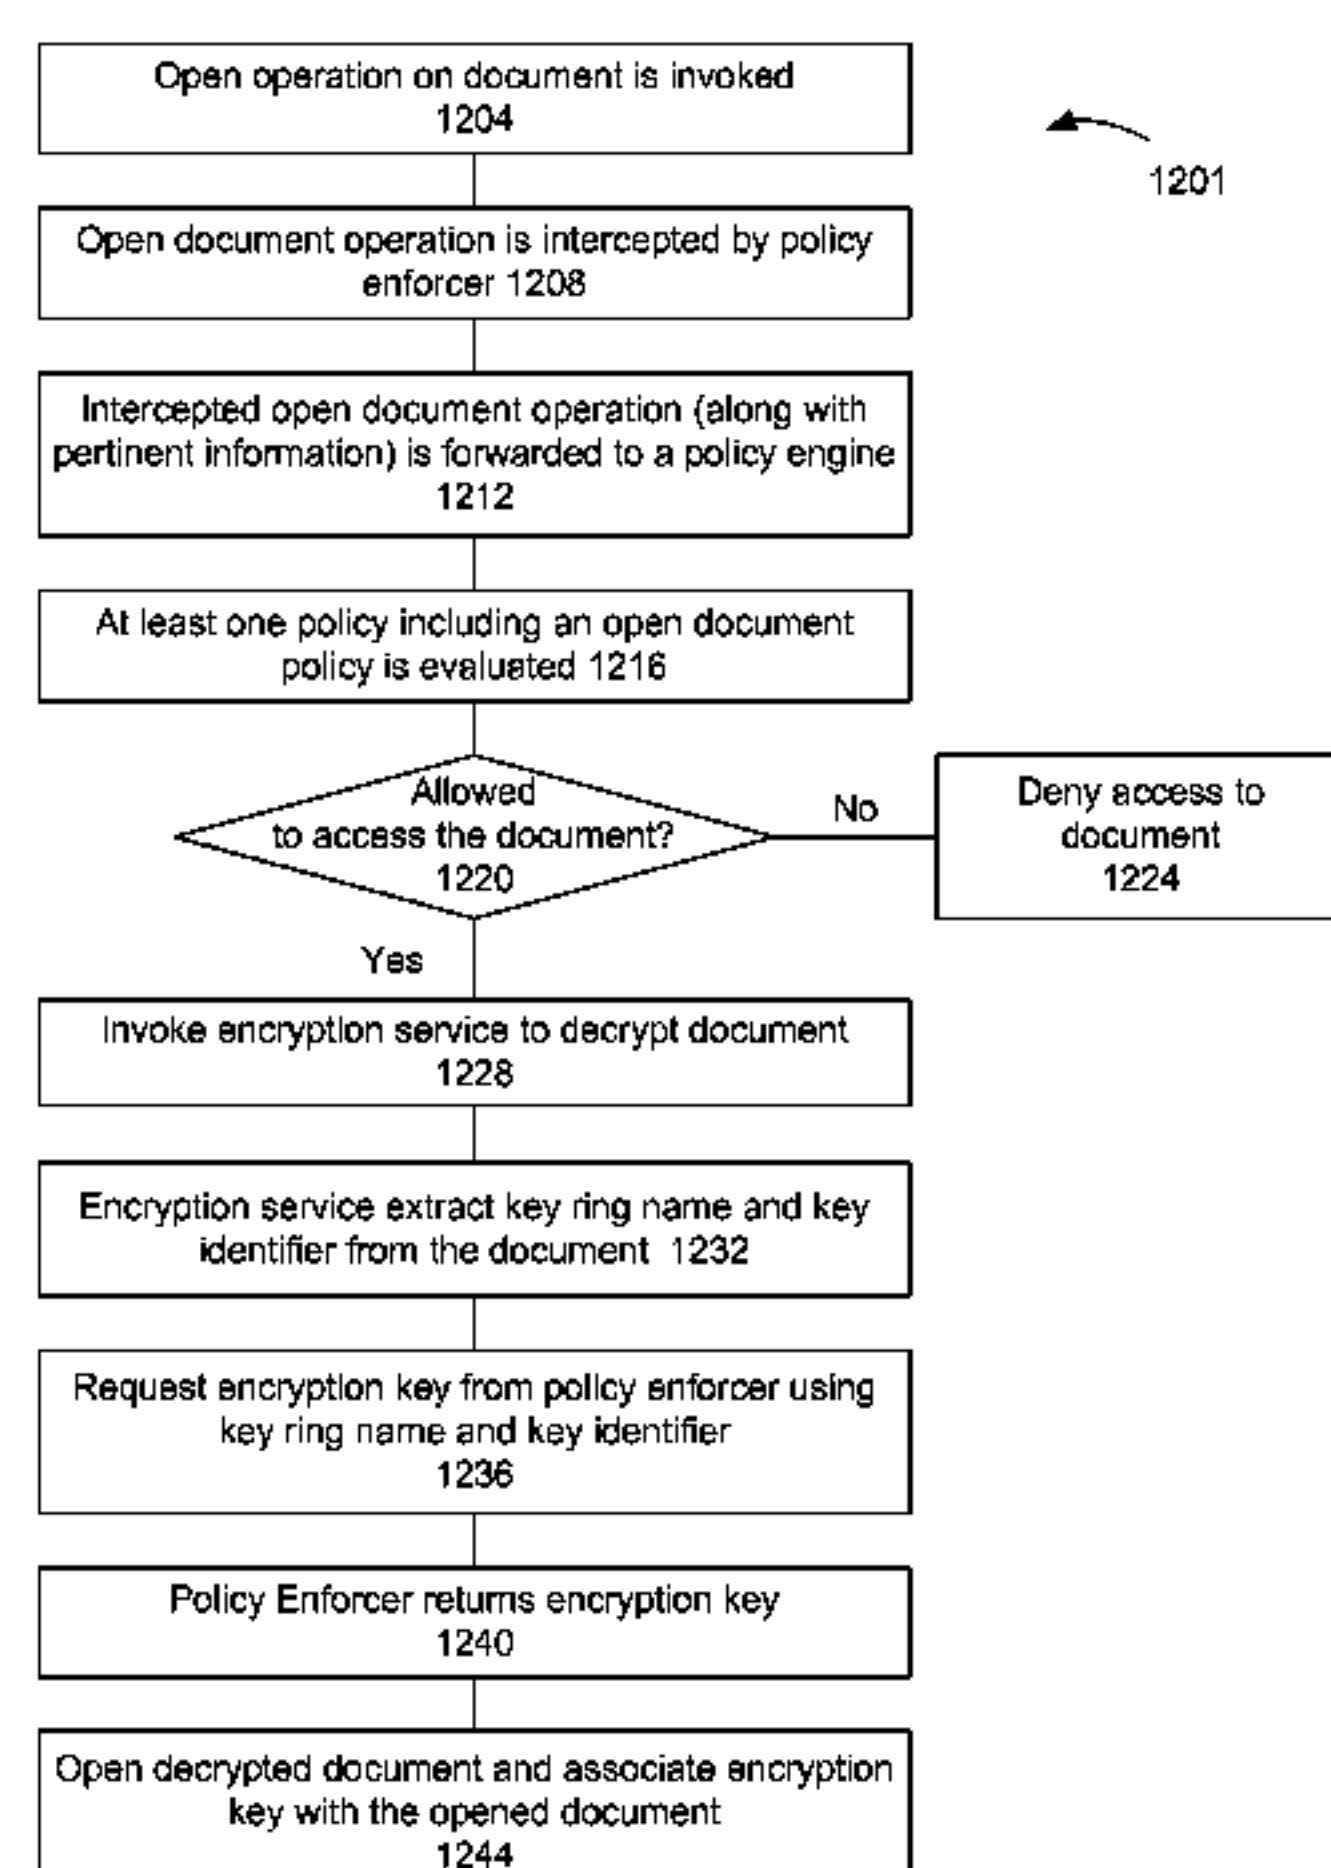 Open operation on document is invoked
1204
1201
Open document operation is intercepted by policy
enforcer 1208
Intercepted open document operation (along with
pertinent information) is forwarded to a policy engine
1212
At least one policy including an open document
policy is evaluated 1216
Allowed
to access the document?
1220
No
Deny access to
document
1224
Yes
Invoke encryption service to decrypt document
1228
Encryption service extract key ring name and key
identifier from the document 1232
Request encryption key from policy enforcer using
key ring name and key identifier
1236
Policy Enforcer returns encryption key
1240
Open decrypted document and associate encryption
key with the opened document
1244